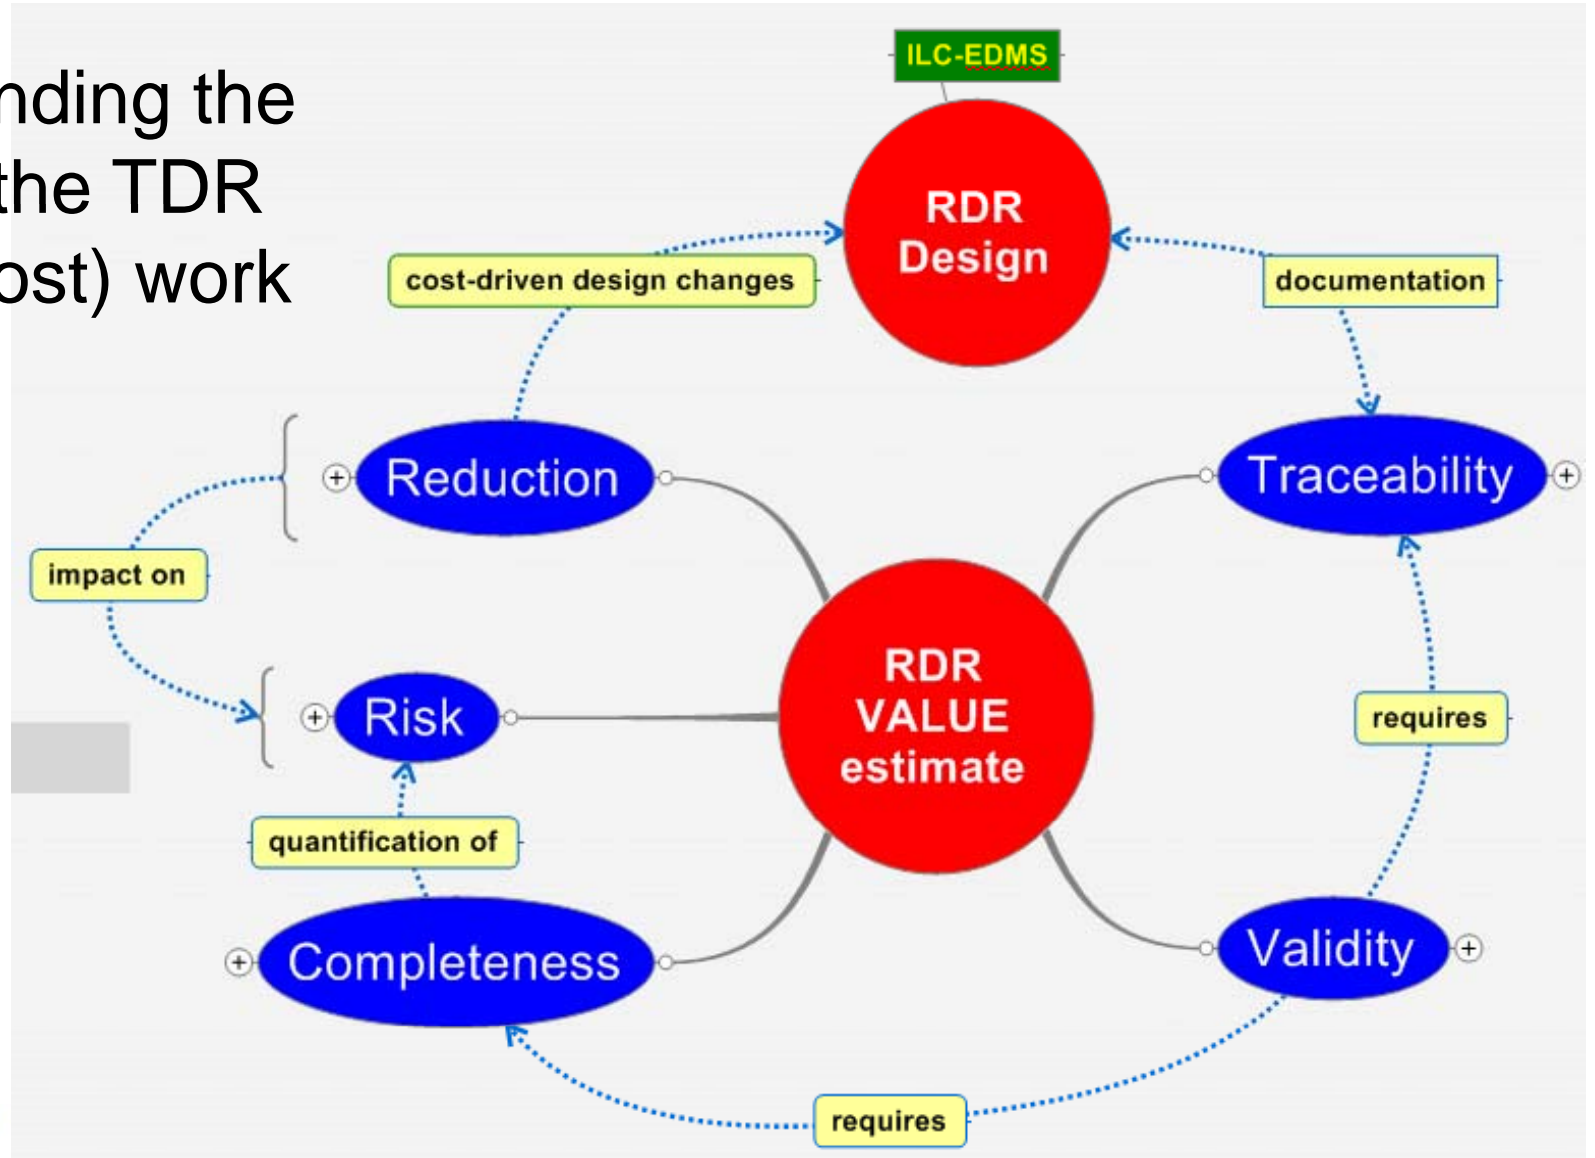 nding the
the TDR
ost) work
ILC-EDMS
RDR
Design
cost-driven design changes
documentation
Reduction
Traceability
impact on
RDR
VALUE
estimate
Risk
requires
quantification of
Completeness
Validity
requires